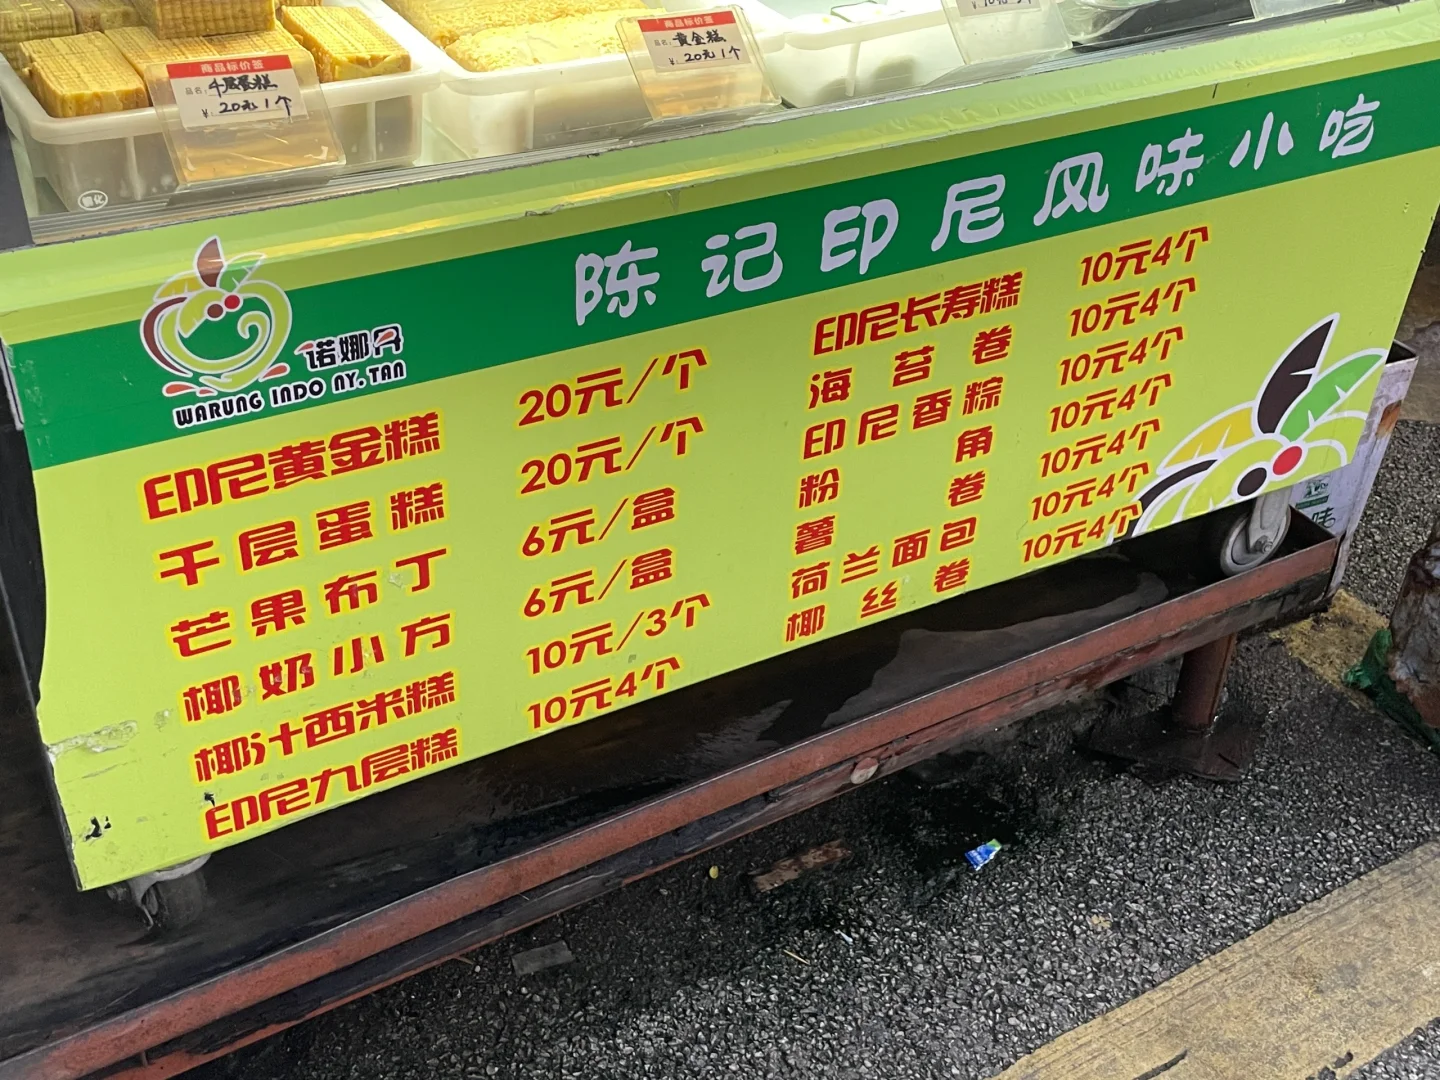 商品标价签
品名: 千层蛋糕
¥: 20元1个
商品标价签
品名: 黄金糕
¥ 20元1个
陈记印尼风味小吃
诺娜丹
WARUNG INDO NY. TAN
印尼黄金糕 20元/个
千层蛋糕 20元/个
芒果布丁 6元/盒
椰奶小方 6元/盒
椰汁西米糕 10元/3个
印尼九层糕 10元4个
印尼长寿糕 10元4个
海苔卷 10元4个
印尼香粽 10元4个
粉角 10元4个
薯卷 10元4个
荷兰面包 10元4个
椰丝卷 10元4个